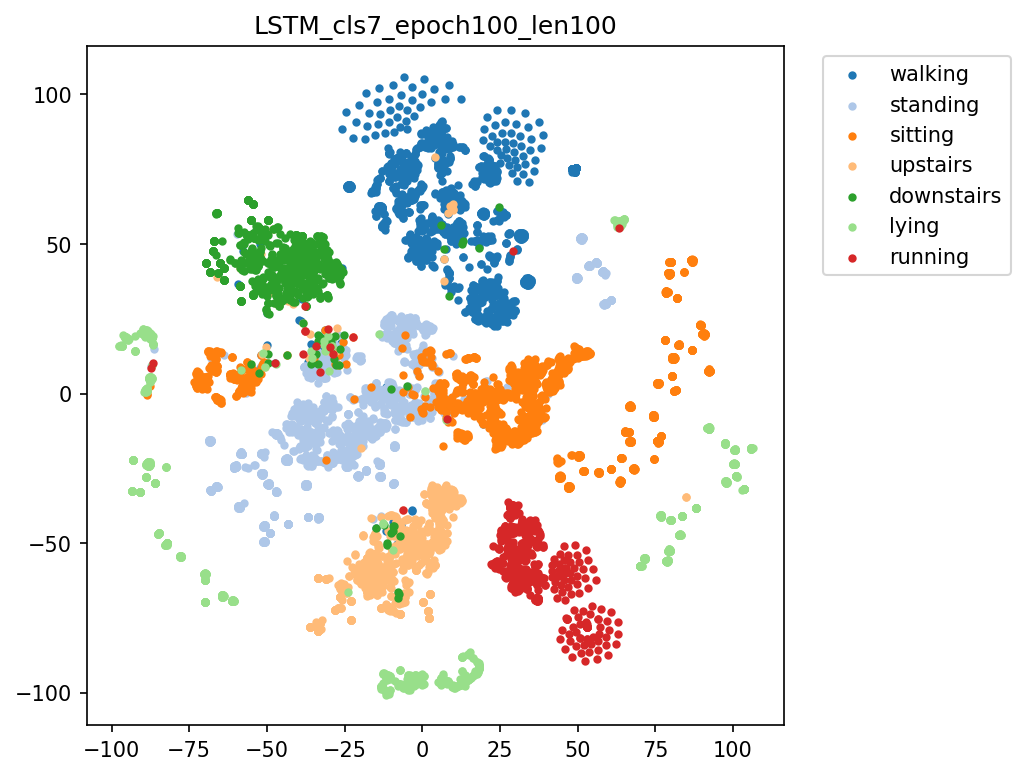 LSTM_cls7_epoch100_len100
walking
standing
sitting
upstairs
downstairs
lying
running
100
50
0
−50
−100
−100
−75
−50
−25
0
25
50
75
100